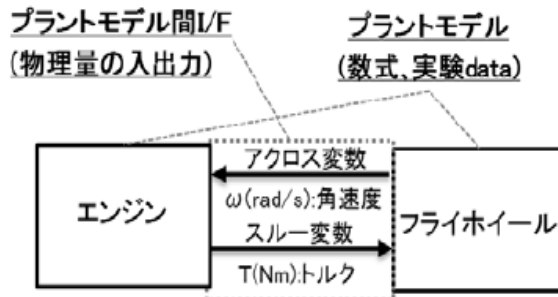 プラントモデル間I/F
(物理量の入出力)
プラントモデル
(数式、実験data)
エンジン
アクロス変数
ω(rad/s):角速度
スルー変数
T(Nm):トルク
フライホイール